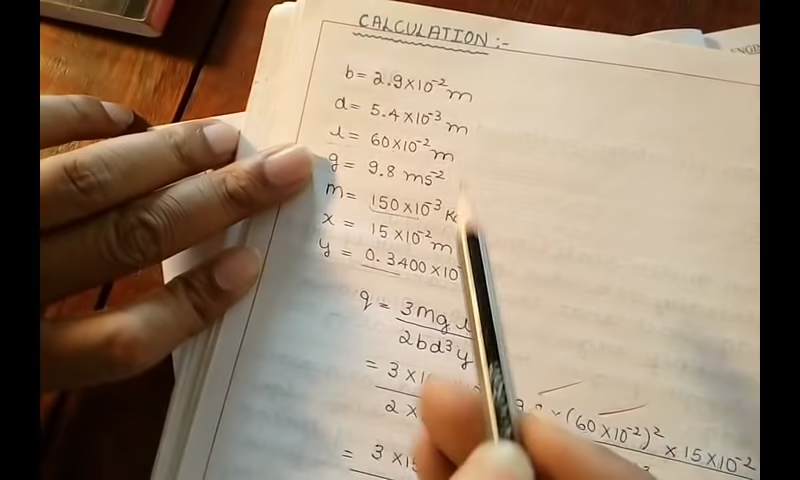 CALCULATION :-
b = 2.9×10⁻² m
d = 5.4×10⁻³ m
l = 60×10⁻² m
g = 9.8 ms⁻²
m = 150×10⁻³ Kg
x = 15×10⁻² m
y = 0.3400×10
q = 3mgl
2bd³y
= 3×1
×(60×10⁻²)²×15×10⁻²
2×
= 3×15